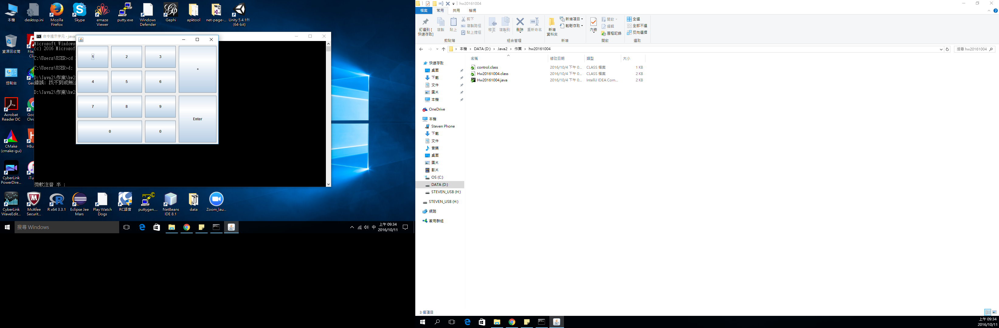 本機
desktop.ini
Mozilla
Firefox
Skype
emaze
Viewer
putty.exe
Windows
Defender
Gephi
apktool
net-page-...
Unity 5.4.1f1
(64-bit)
資源回收筒
控制台
Acrobat
Reader DC
CMake
(cmake-gui)
CyberLink
PowerDire...
命令提示字元 - java
Microsoft Windows
(c) 2016 Microsof
C:\Users\USER>cd
C:\Users\USER>d:
D:\Java2\作業\hw2
錯誤: 找不到或無法
D:\Java2\作業\hw2
微軟注音 半 :
1
2
3
+
4
5
6
7
8
9
Enter
0
0
CyberLink
WaveEdit...
McAfee
Securit...
R x64 3.3.1
Eclipse Jee
Mars
Play Watch
Dogs
RC語音
puttygen....
NetBeans
IDE 8.1
data
Zoom_lau...
搜尋 Windows
中
上午 09:34
2016/10/11
hw20161004
檔案
常用
共用
檢視
釘選到 [
快速存取]
複製
貼上
剪下
複製路徑
貼上捷徑
剪貼簿
移至
複製到
刪除
重新命名
組合管理
新增
資料夾
新增項目
輕鬆存取
新增
內容
開啟
編輯
歷程記錄
開啟
全選
全部不選
反向選擇
選取
本機 > DATA (D:) > Java2 > 作業 > hw20161004
搜尋 hw20161004
名稱
修改日期
類型
大小
control.class 2016/10/4 下午 0... CLASS 檔案 1 KB
Hw20161004.class 2016/10/4 下午 0... CLASS 檔案 2 KB
Hw20161004.java 2016/10/4 下午 0... IntelliJ IDEA Com... 2 KB
快速存取
桌面
下載
文件
圖片
本機
OneDrive
本機
Steven Phone
下載
文件
音樂
桌面
圖片
影片
OS (C:)
DATA (D:)
STEVEN_USB (H:)
STEVEN_USB (H:)
網路
家用群組
3 個項目
上午 09:34
2016/10/11